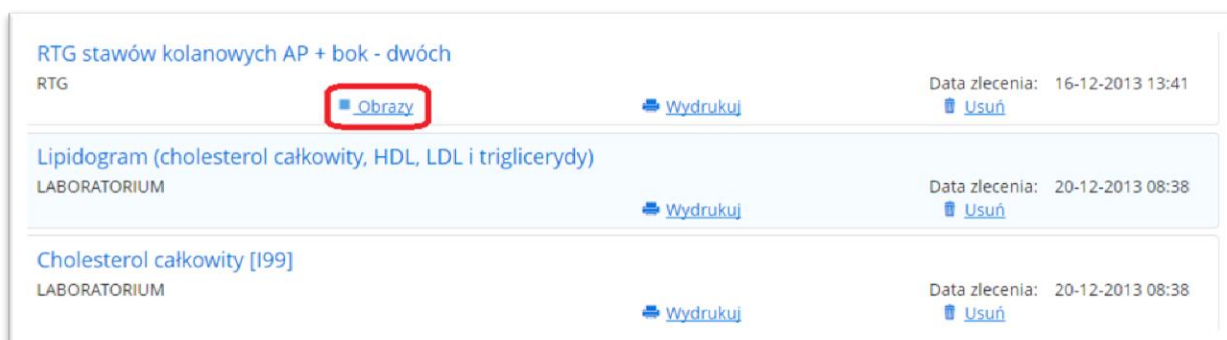 RTG stawów kolanowych AP + bok - dwóch
RTG Data zlecenia: 16-12-2013 13:41
Obrazy Wydrukuj Usuń
Lipidogram (cholesterol całkowity, HDL, LDL i triglicerydy)
LABORATORIUM Data zlecenia: 20-12-2013 08:38
Wydrukuj Usuń
Cholesterol całkowity [I99]
LABORATORIUM Data zlecenia: 20-12-2013 08:38
Wydrukuj Usuń